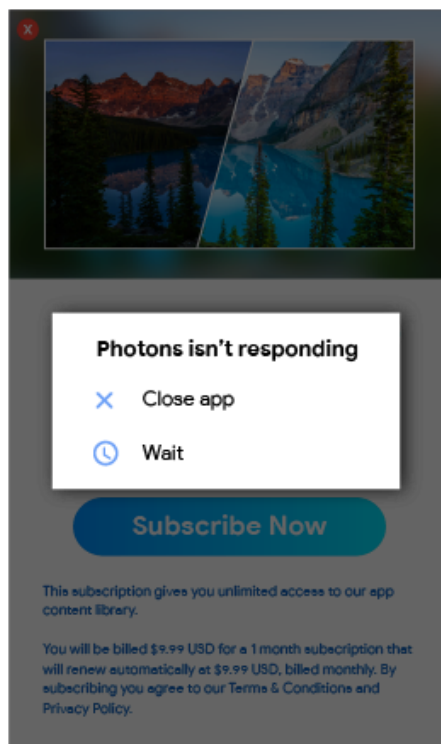 X
Photons isn't responding
Close app
Wait
Subscribe Now
This subscription gives you unlimited access to our app
content library.
You will be billed $9.99 USD for a 1 month subscription that
will renew automatically at $9.99 USD, billed monthly. By
subscribing you agree to our Terms & Conditions and
Privacy Policy.